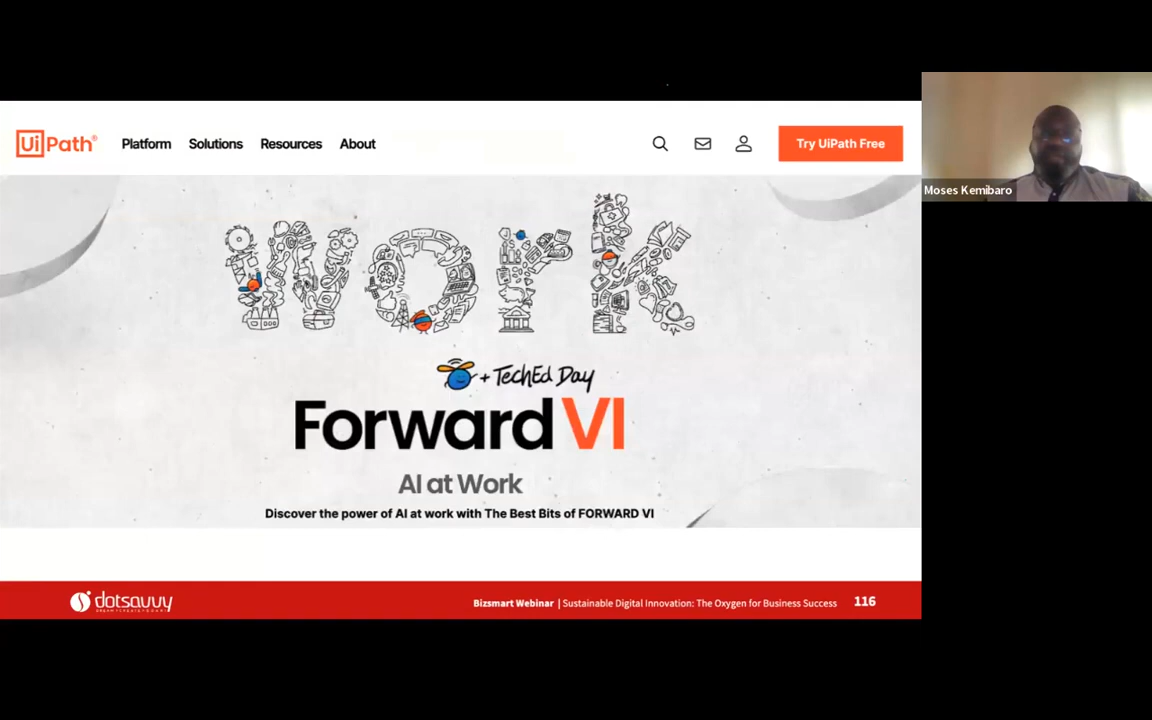 UiPath®
Platform Solutions Resources About
Try UiPath Free
Moses Kemibaro
Work
+ TechEd Day
Forward VI
AI at Work
Discover the power of AI at work with The Best Bits of FORWARD VI
dotsavvy
Bizsmart Webinar | Sustainable Digital Innovation: The Oxygen for Business Success 116